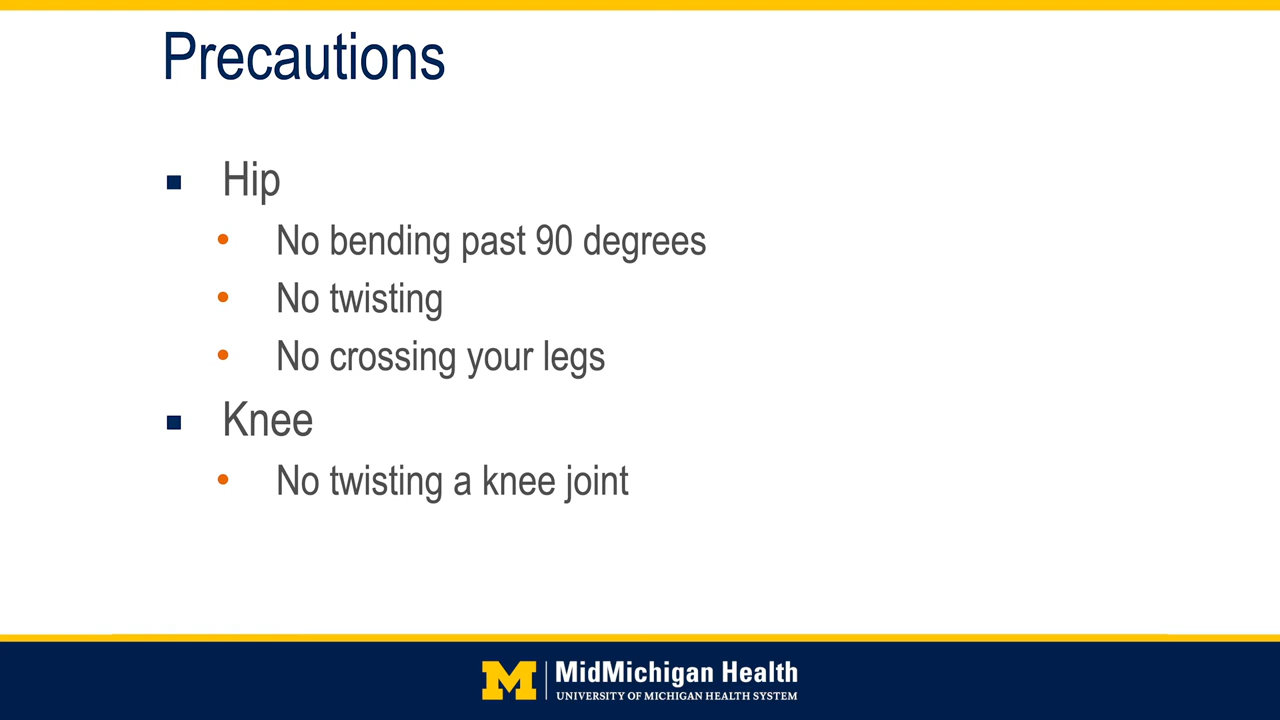 Precautions
Hip
No bending past 90 degrees
No twisting
No crossing your legs
Knee
No twisting a knee joint
M MidMichigan Health
UNIVERSITY OF MICHIGAN HEALTH SYSTEM